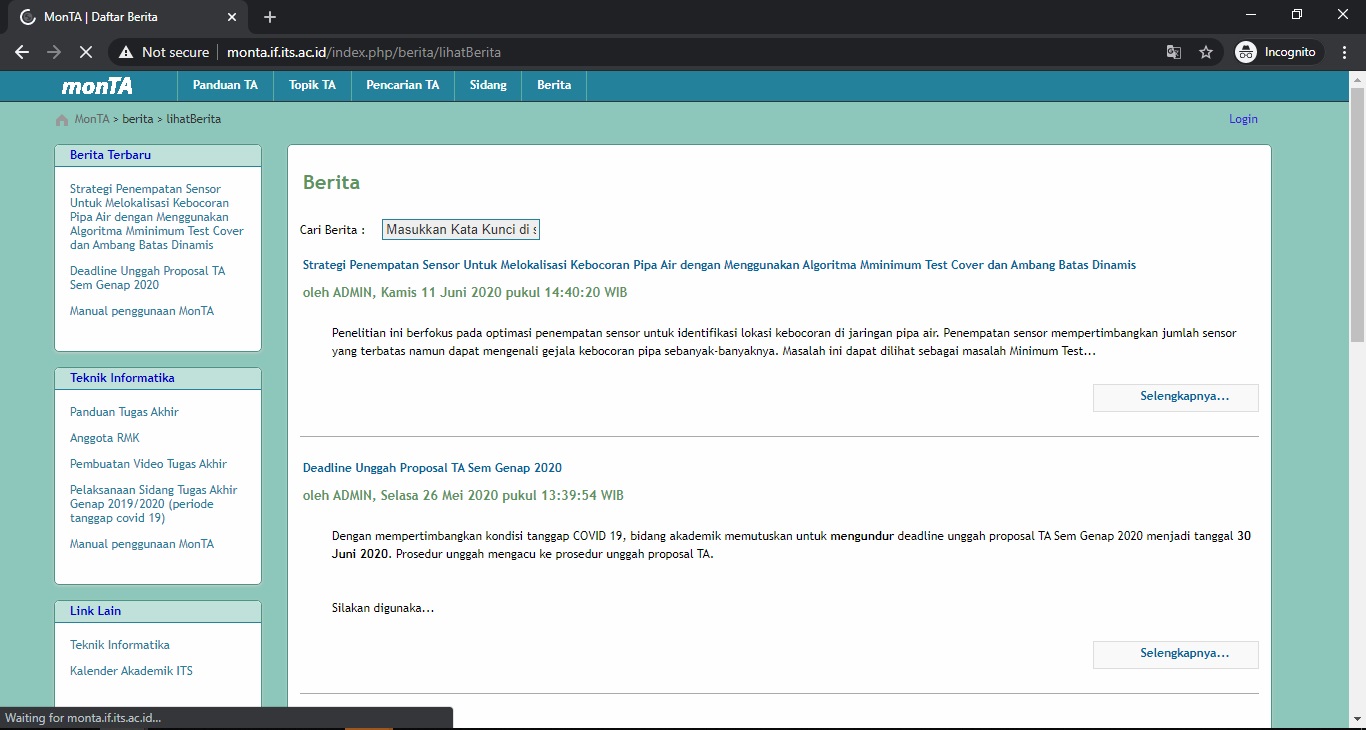 MonTA | Daftar Berita
Not secure
monta.if.its.ac.id/index.php/berita/lihatBerita
Incognito
monTA
Panduan TA
Topik TA
Pencarian TA
Sidang
Berita
MonTA > berita > lihatBerita
Login
Berita Terbaru
Strategi Penempatan Sensor
Untuk Melokalisasi Kebocoran
Pipa Air dengan Menggunakan
Algoritma Mminimum Test Cover
dan Ambang Batas Dinamis
Deadline Unggah Proposal TA
Sem Genap 2020
Manual penggunaan MonTA
Teknik Informatika
Panduan Tugas Akhir
Anggota RMK
Pembuatan Video Tugas Akhir
Pelaksanaan Sidang Tugas Akhir
Genap 2019/2020 (periode
tanggap covid 19)
Manual penggunaan MonTA
Link Lain
Teknik Informatika
Kalender Akademik ITS
Berita
Cari Berita :
Masukkan Kata Kunci di s
Strategi Penempatan Sensor Untuk Melokalisasi Kebocoran Pipa Air dengan Menggunakan Algoritma Mminimum Test Cover dan Ambang Batas Dinamis
oleh ADMIN, Kamis 11 Juni 2020 pukul 14:40:20 WIB
Penelitian ini berfokus pada optimasi penempatan sensor untuk identifikasi lokasi kebocoran di jaringan pipa air. Penempatan sensor mempertimbangkan jumlah sensor
yang terbatas namun dapat mengenali gejala kebocoran pipa sebanyak-banyaknya. Masalah ini dapat dilihat sebagai masalah Minimum Test...
Selengkapnya...
Deadline Unggah Proposal TA Sem Genap 2020
oleh ADMIN, Selasa 26 Mei 2020 pukul 13:39:54 WIB
Dengan mempertimbangkan kondisi tanggap COVID 19, bidang akademik memutuskan untuk mengundur deadline unggah proposal TA Sem Genap 2020 menjadi tanggal 30
Juni 2020. Prosedur unggah mengacu ke prosedur unggah proposal TA.
Silakan digunaka...
Selengkapnya...
Waiting for monta.if.its.ac.id...